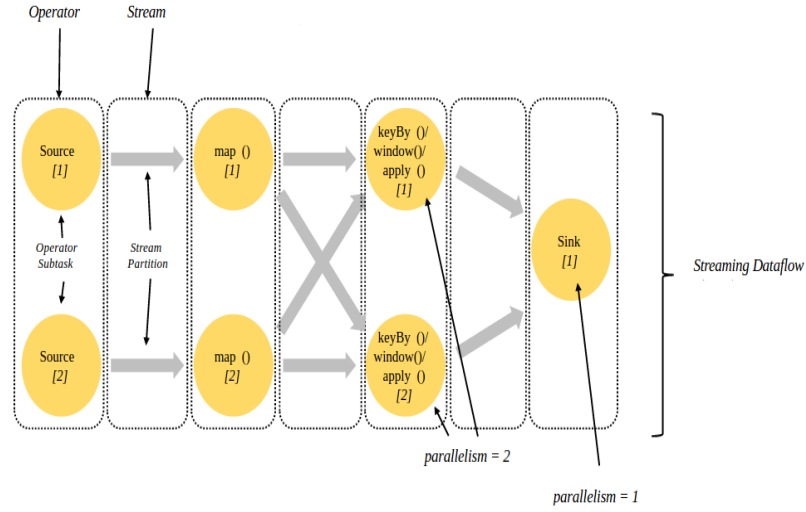 Operator
Stream
Source
[1]
map ()
[1]
keyBy ()/
window()/
apply ()
[1]
Operator
Subtask
Stream
Partition
Sink
[1]
Streaming Dataflow
Source
[2]
map ()
[2]
keyBy ()/
window()/
apply ()
[2]
parallelism = 2
parallelism = 1